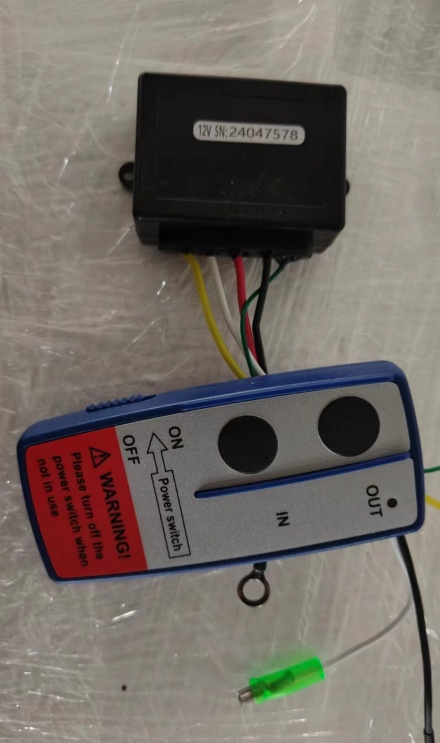 12V SN:24047578
ON
OFF
Power switch
OUT
IN
WARNING!
Please turn off the
power switch when
not in use